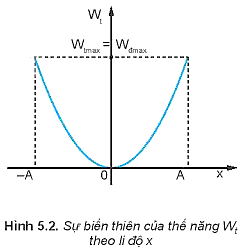 Wt
Wtmax = Wđmax
–A 0 A x
Hình 5.2. Sự biến thiên của thế năng Wt
theo li độ x